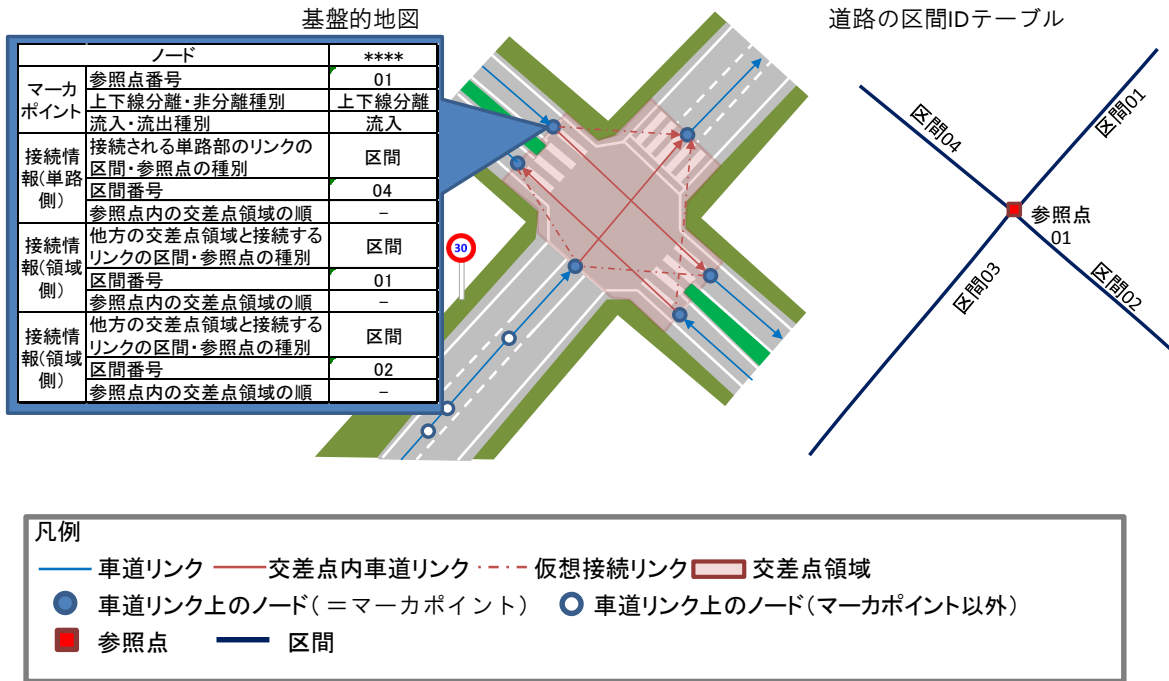 基盤的地図
道路の区間IDテーブル
ノード ****
マーカポイント
参照点番号 01
上下線分離・非分離種別 上下線分離
流入・流出種別 流入
接続情報(単路側)
接続される単路部のリンクの
区間・参照点の種別 区間
区間番号 04
参照点内の交差点領域の順 -
接続情報(領域側)
他方の交差点領域と接続する
リンクの区間・参照点の種別 区間
区間番号 01
参照点内の交差点領域の順 -
接続情報(領域側)
他方の交差点領域と接続する
リンクの区間・参照点の種別 区間
区間番号 02
参照点内の交差点領域の順 -
30
区間04
区間01
参照点
01
区間03
区間02
凡例
車道リンク 交差点内車道リンク 仮想接続リンク 交差点領域
車道リンク上のノード(=マーカポイント) 車道リンク上のノード(マーカポイント以外)
参照点 区間